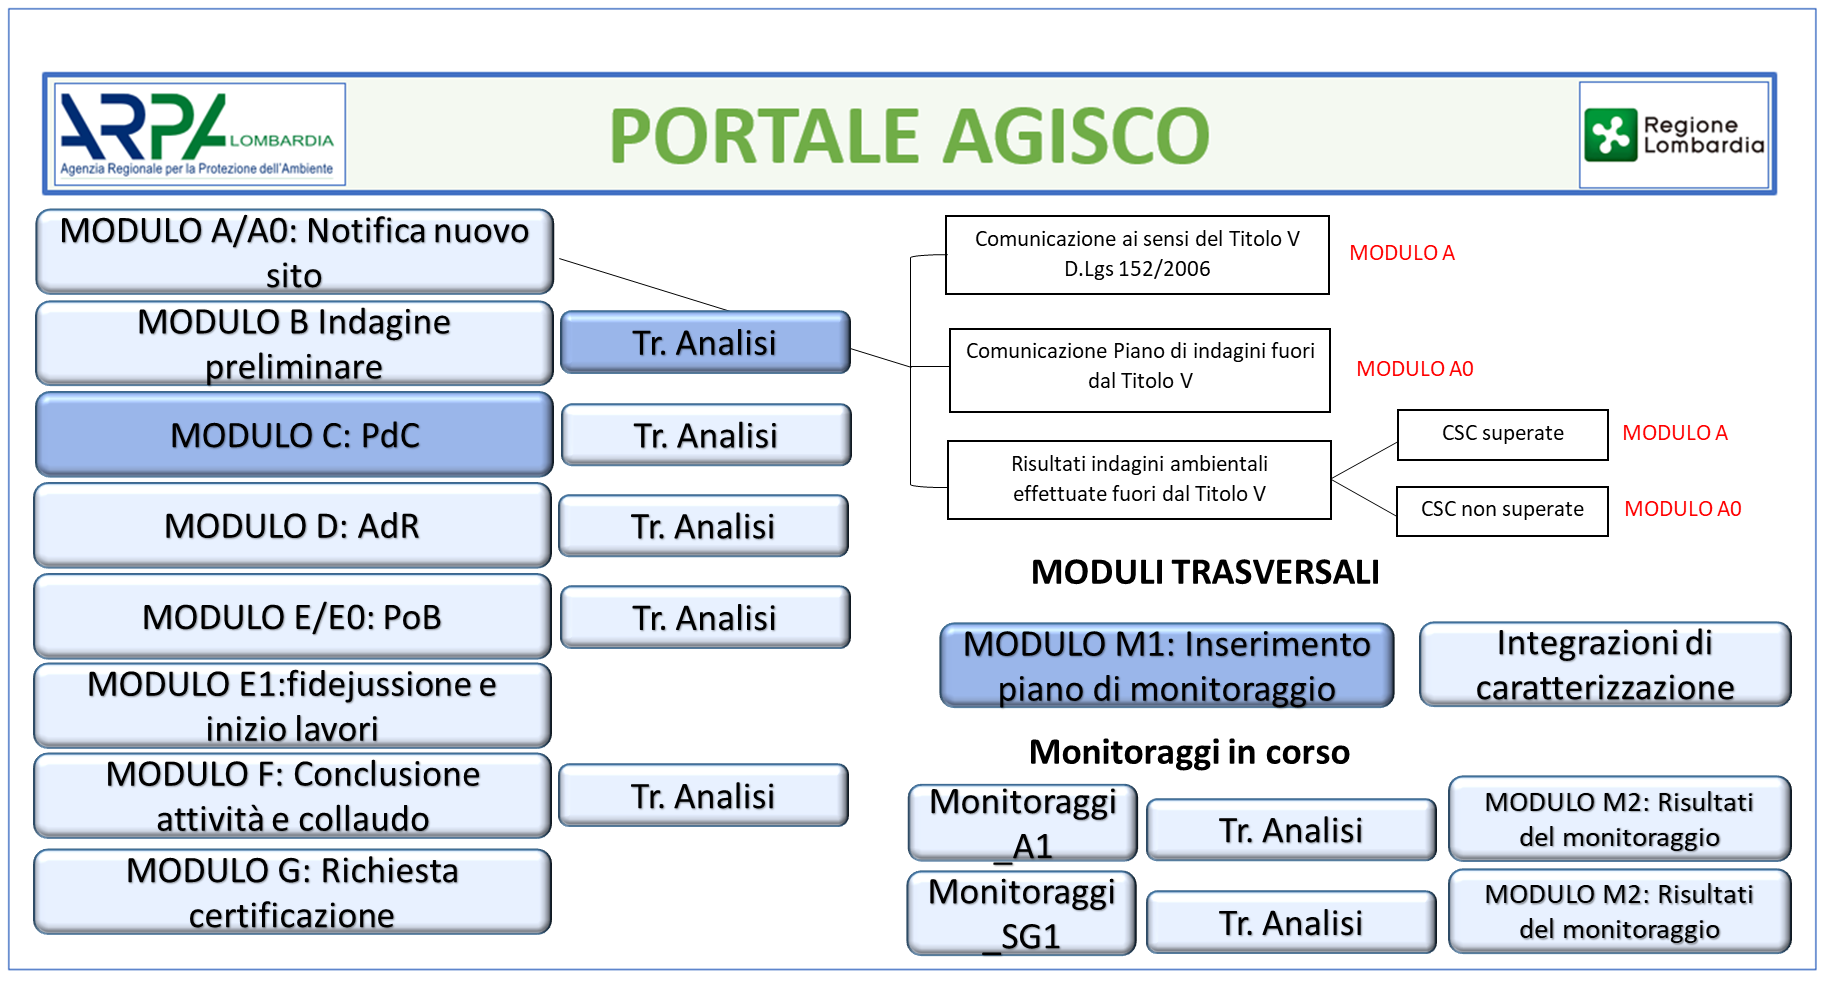 ARPA LOMBARDIA
Agenzia Regionale per la Protezione dell'Ambiente
PORTALE AGISCO
Regione
Lombardia
MODULO A/A0: Notifica nuovo
sito
MODULO B Indagine
preliminare
Tr. Analisi
MODULO C: PdC
Tr. Analisi
MODULO D: AdR
Tr. Analisi
MODULO E/E0: PoB
Tr. Analisi
MODULO E1:fidejussione e
inizio lavori
MODULO F: Conclusione
attività e collaudo
Tr. Analisi
MODULO G: Richiesta
certificazione
Comunicazione ai sensi del Titolo V
D.Lgs 152/2006
MODULO A
Comunicazione Piano di indagini fuori
dal Titolo V
MODULO A0
Risultati indagini ambientali
effettuate fuori dal Titolo V
CSC superate
MODULO A
CSC non superate
MODULO A0
MODULI TRASVERSALI
MODULO M1: Inserimento
piano di monitoraggio
Integrazioni di
caratterizzazione
Monitoraggi in corso
Monitoraggi
_A1
Tr. Analisi
MODULO M2: Risultati
del monitoraggio
Monitoraggi
_SG1
Tr. Analisi
MODULO M2: Risultati
del monitoraggio